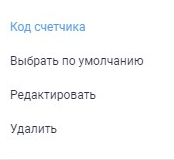 Код счетчика
Выбрать по умолчанию
Редактировать
Удалить